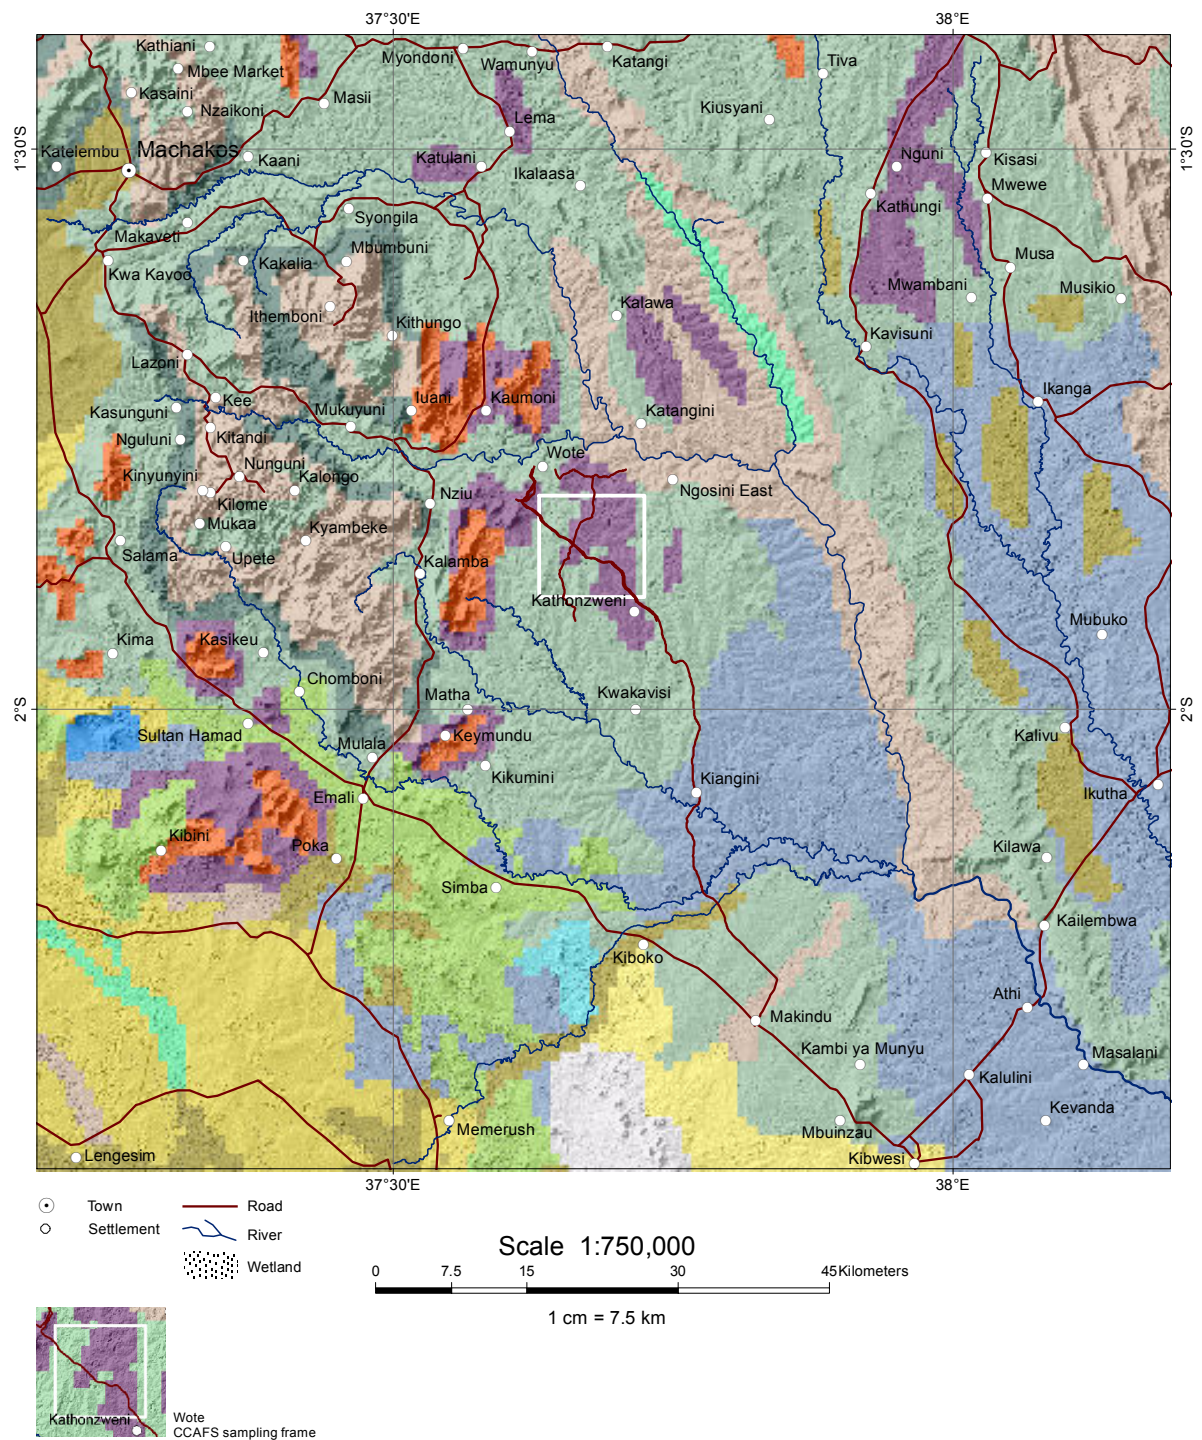 37°30'E
38°E
Kathiani
Myondoni
Wamunyu
Katangi
Tiva
Mbee Market
Kasaini
Masii
Nzaikoni
Kiusyani
Lema
1°30'S
Katelembu
Machakos
Kaani
Katulani
Ikalaasa
Nguni
Kisasi
1°30'S
Mwewe
Kathungi
Syongila
Makaveti
Mbumbuni
Kwa Kavoo
Kakalia
Musa
Mwambani
Musikio
Ithemboni
Kithungo
Kalawa
Kavisuni
Lazoni
Kee
Iuani
Kaumoni
Ikanga
Kasunguni
Mukuyuni
Katangini
Nguluni
Kitandi
Wote
Nunguni
Kinyunyini
Kalongo
Ngosini East
Kilome
Nziu
Mukaa
Kyambeke
Salama
Upete
Kalamba
Kathonzweni
Mubuko
Kima
Kasikeu
Chomboni
Matha
Kwakavisi
2°S
2°S
Sultan Hamad
Keymundu
Kalivu
Mulala
Kikumini
Kiangini
Emali
Ikutha
Kibini
Poka
Kilawa
Simba
Kailembwa
Kiboko
Athi
Makindu
Kambi ya Munyu
Masalani
Kalulini
Kevanda
Memerush
Mbuinzau
Lengesim
Kibwesi
37°30'E
38°E
Town
Road
Settlement
River
Wetland
Scale 1:750,000
0 7.5 15 30 45Kilometers
1 cm = 7.5 km
Kathonzweni
Wote
CCAFS sampling frame